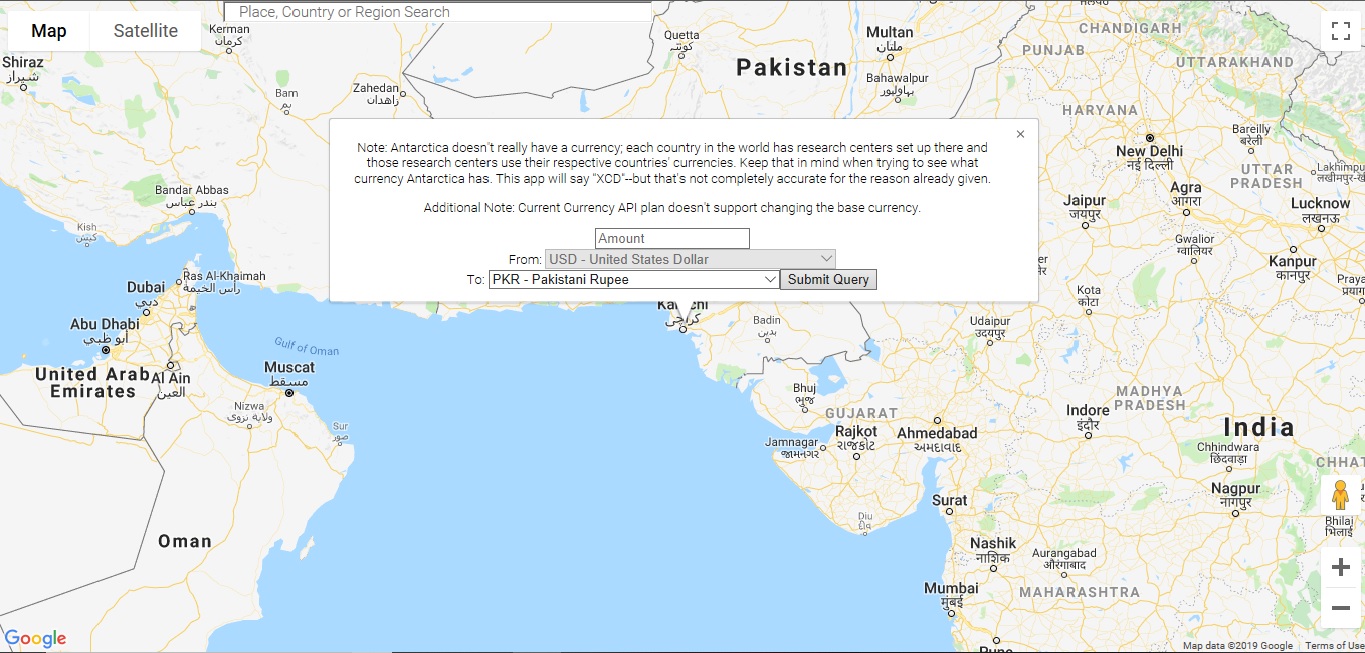 Map
Satellite
Place, Country or Region Search
Kerman
کرمان
Shiraz
شیراز
Bam
بم
Zahedan
زاهدان
Quetta
کوئٹہ
Multan
ملتان
Pakistan
Bahawalpur
بہاولپور
CHANDIGARH
PUNJAB
UTTARAKHAND
HARYANA
Bareilly
बरेली
New Delhi
नई दिल्ली
UTTAR
PRADESH
Lakhimpu
Agra
आगरा
Lucknow
लखनऊ
Jaipur
जयपुर
Gwalior
ग्वालियर
Kanpur
कानपुर
Praya
Kota
कोटा
Udaipur
उदयपुर
Bandar Abbas
بندر عباس
Kish
کیش
Note: Antarctica doesn't really have a currency; each country in the world has research centers set up there and
those research centers use their respective countries' currencies. Keep that in mind when trying to see what
currency Antarctica has. This app will say "XCD"--but that's not completely accurate for the reason already given.
Additional Note: Current Currency API plan doesn't support changing the base currency.
Amount
From: USD - United States Dollar
To: PKR - Pakistani Rupee Submit Query
Karachi
کراچی
Badin
بدین
Ras Al-Khaimah
رأس الخيمة
Dubai
دبي
Abu Dhabi
أبو ظبي
Gulf of Oman
Muscat
مسقط
United Arab
Emirates
Al Ain
العين
Nizwa
ولاية نزوى
Sur
صور
Oman
Bhuj
ભુજ
GUJARAT
Rajkot
રાજકોટ
Ahmedabad
અમદાવાદ
Jamnagar
જામનગર
Surat
Diu
દીવ
MADHYA
PRADESH
Indore
इंदौर
India
Chhindwara
छिंदवाड़ा
CHHAT
Nagpur
नागपुर
Bhilai
भिलाई
Nashik
नाशिक
Aurangabad
औरंगाबाद
Mumbai
मुंबई
MAHARASHTRA
Pune
Google
Map data ©2019 Google
Terms of Use